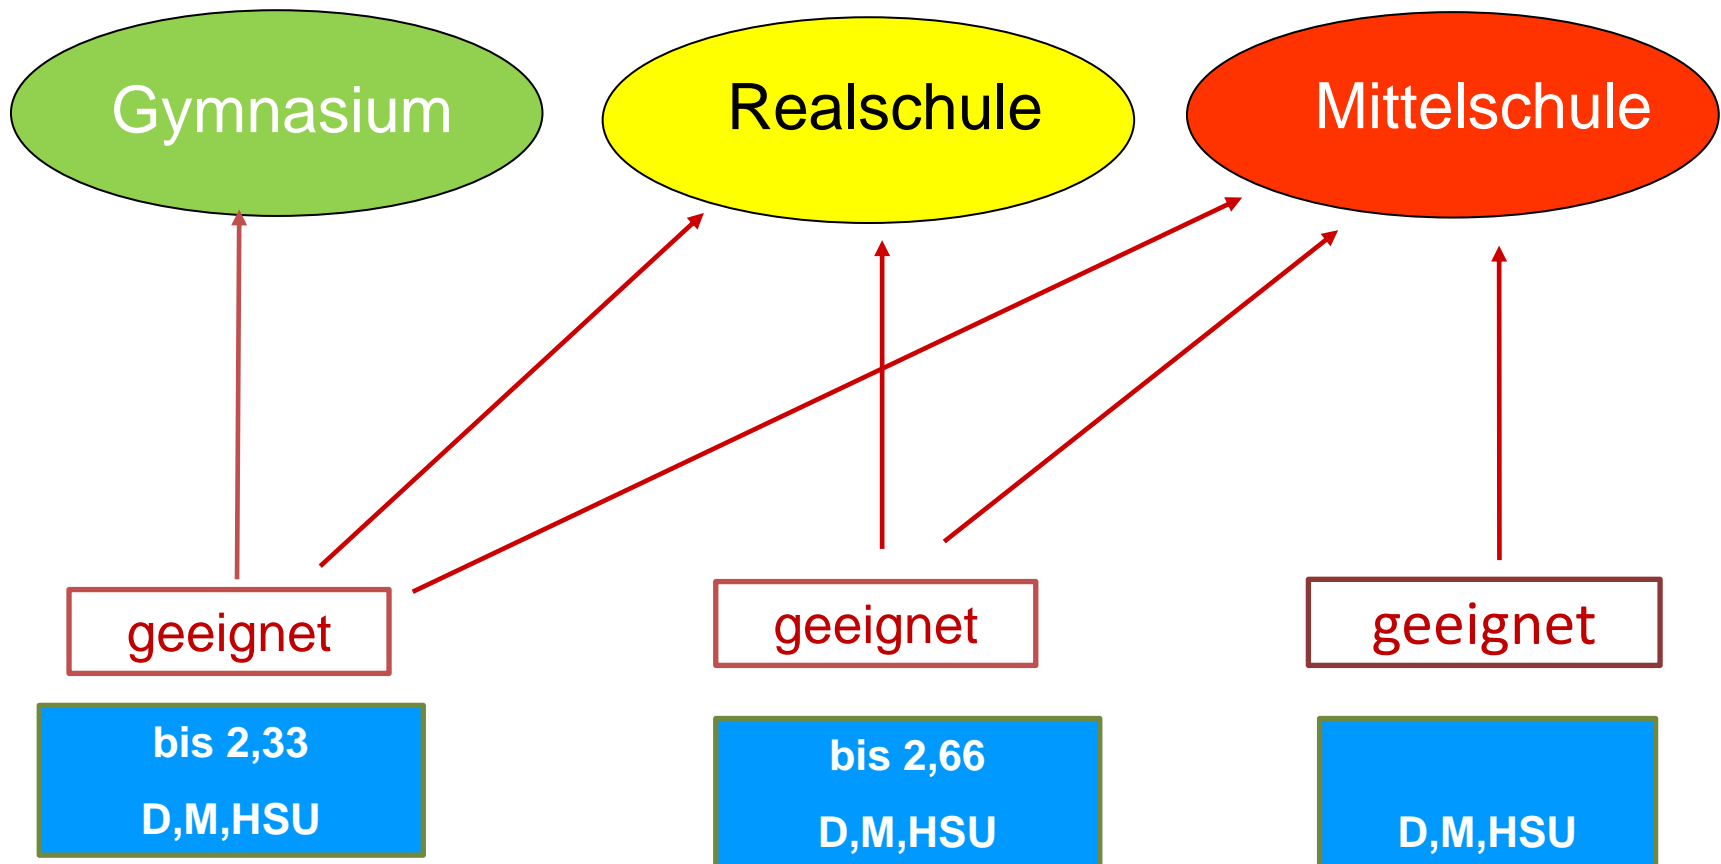 Gymnasium
Realschule
Mittelschule
geeignet
geeignet
geeignet
bis 2,33
D,M,HSU
bis 2,66
D,M,HSU
D,M,HSU